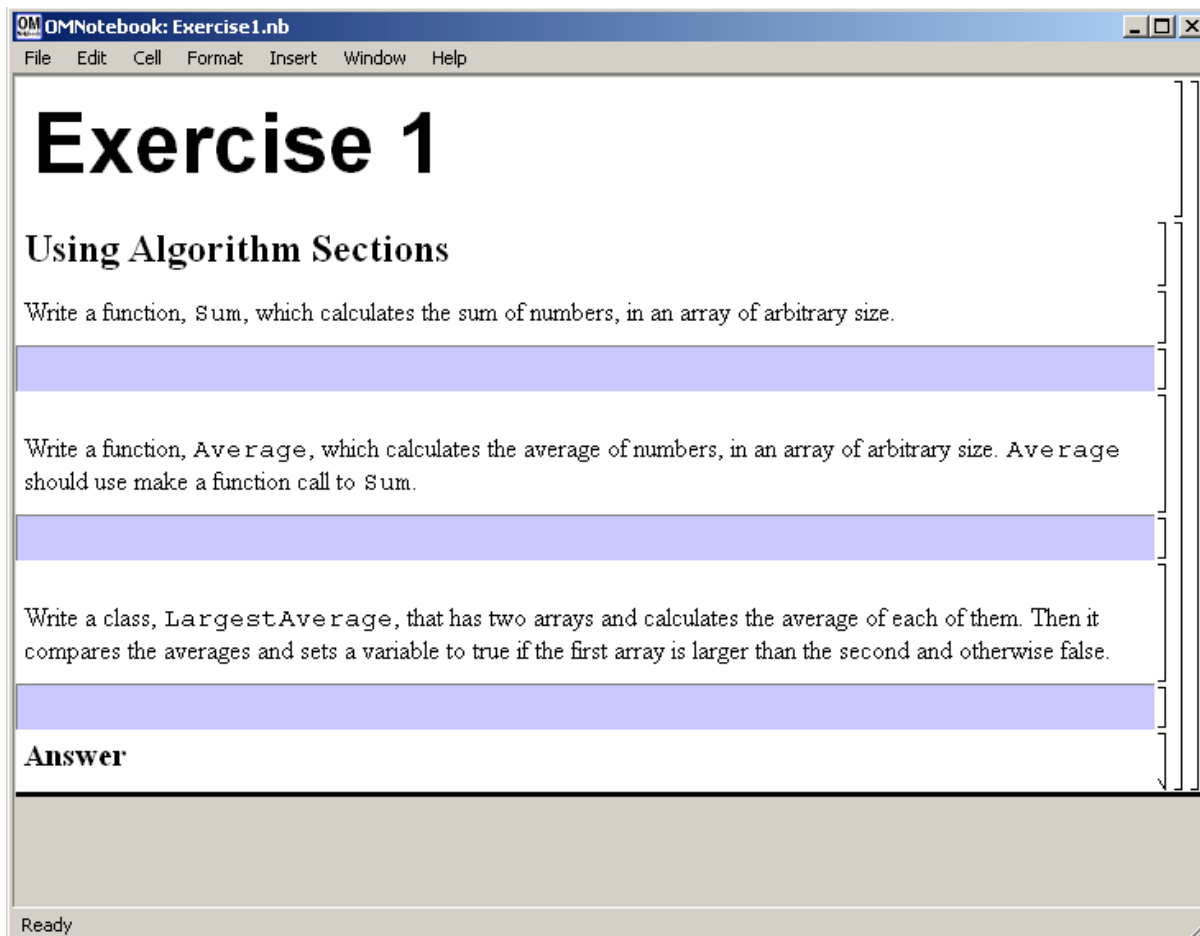 OMNotebook: Exercise1.nb
File Edit Cell Format Insert Window Help
Exercise 1
Using Algorithm Sections
Write a function, Sum, which calculates the sum of numbers, in an array of arbitrary size.
Write a function, Average, which calculates the average of numbers, in an array of arbitrary size. Average
should use make a function call to Sum.
Write a class, LargestAverage, that has two arrays and calculates the average of each of them. Then it
compares the averages and sets a variable to true if the first array is larger than the second and otherwise false.
Answer
Ready